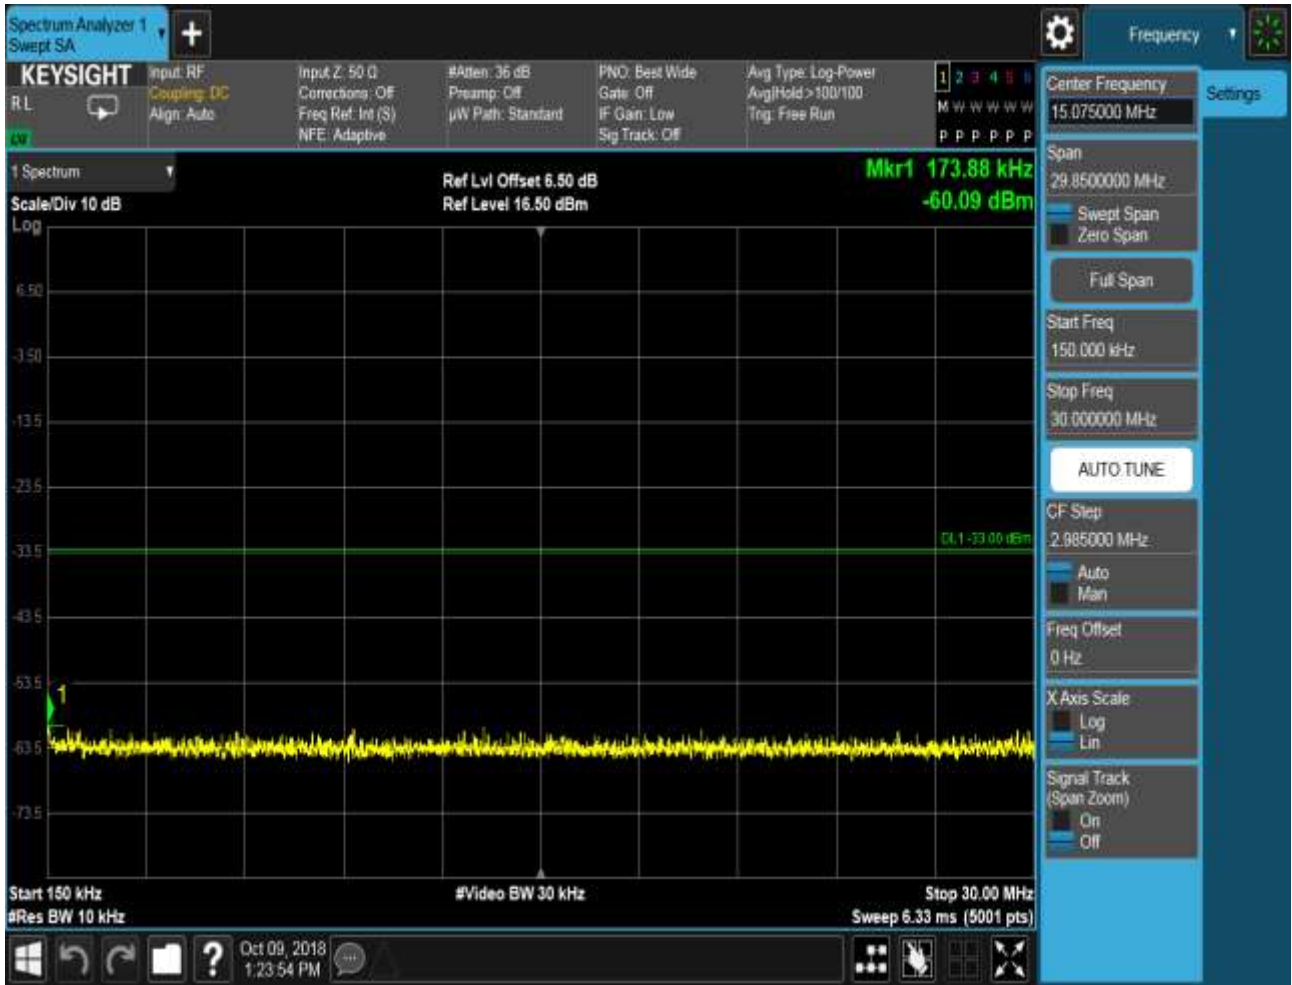 Spectrum Analyzer 1
Swept SA
Frequency
KEYSIGHT
RL
Input: RF
Coupling: DC
Align: Auto
Input Z: 50 Ω
Corrections: Off
Freq Ref: Int (S)
NFE: Adaptive
#Atten: 36 dB
Preamp: Off
µW Path: Standard
PNO: Best Wide
Gate: Off
IF Gain: Low
Sig Track: Off
Avg Type: Log-Power
Avg|Hold:>100/100
Trig: Free Run
1 2 3 4 5 6
M W W W W W
P P P P P P
1 Spectrum
Scale/Div 10 dB
Log
Ref Lvl Offset 6.50 dB
Ref Level 16.50 dBm
Mkr1 173.88 kHz
-60.09 dBm
6.50
-3.50
-13.5
-23.5
-33.5
-43.5
-53.5
-63.5
-73.5
DL1 -33.00 dBm
1
Start 150 kHz
#Res BW 10 kHz
#Video BW 30 kHz
Stop 30.00 MHz
Sweep 6.33 ms (5001 pts)
Center Frequency
15.075000 MHz
Settings
Span
29.8500000 MHz
Swept Span
Zero Span
Full Span
Start Freq
150.000 kHz
Stop Freq
30.000000 MHz
AUTO TUNE
CF Step
2.985000 MHz
Auto
Man
Freq Offset
0 Hz
X Axis Scale
Log
Lin
Signal Track
(Span Zoom)
On
Off
Oct 09, 2018
1:23:54 PM